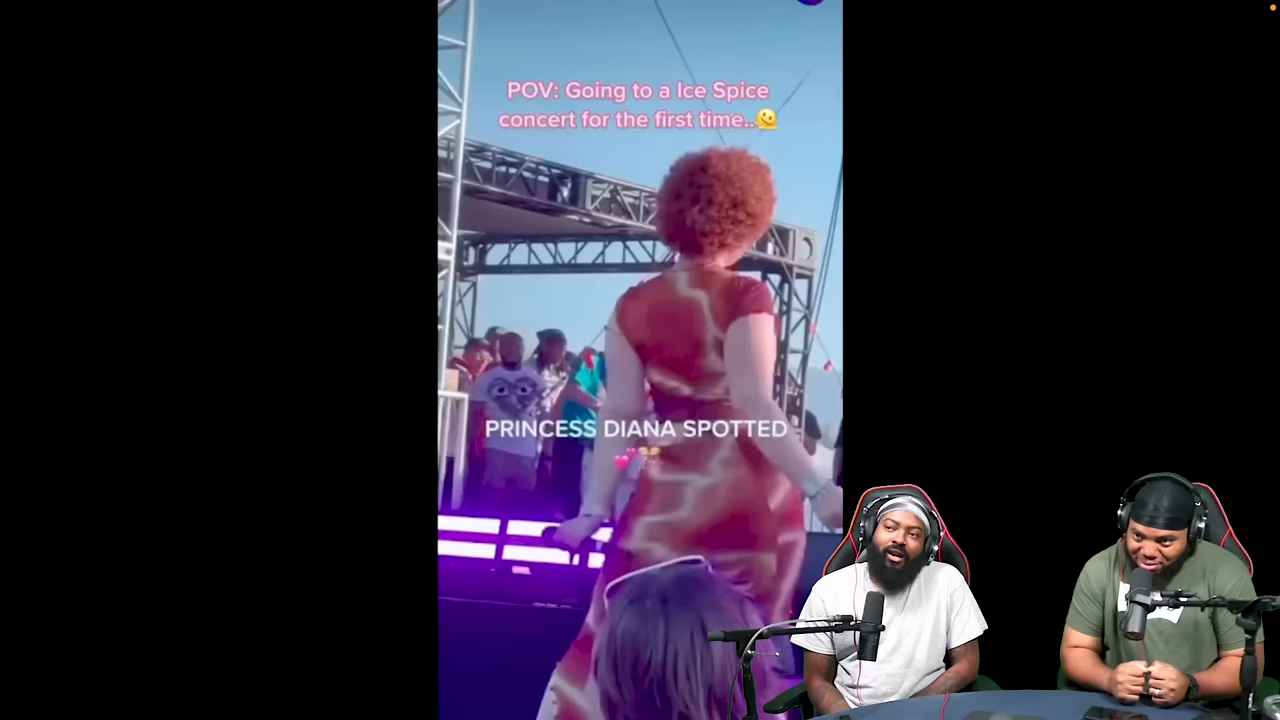 POV: Going to a Ice Spice
concert for the first time..🫠
PRINCESS DIANA SPOTTED
💕🤭